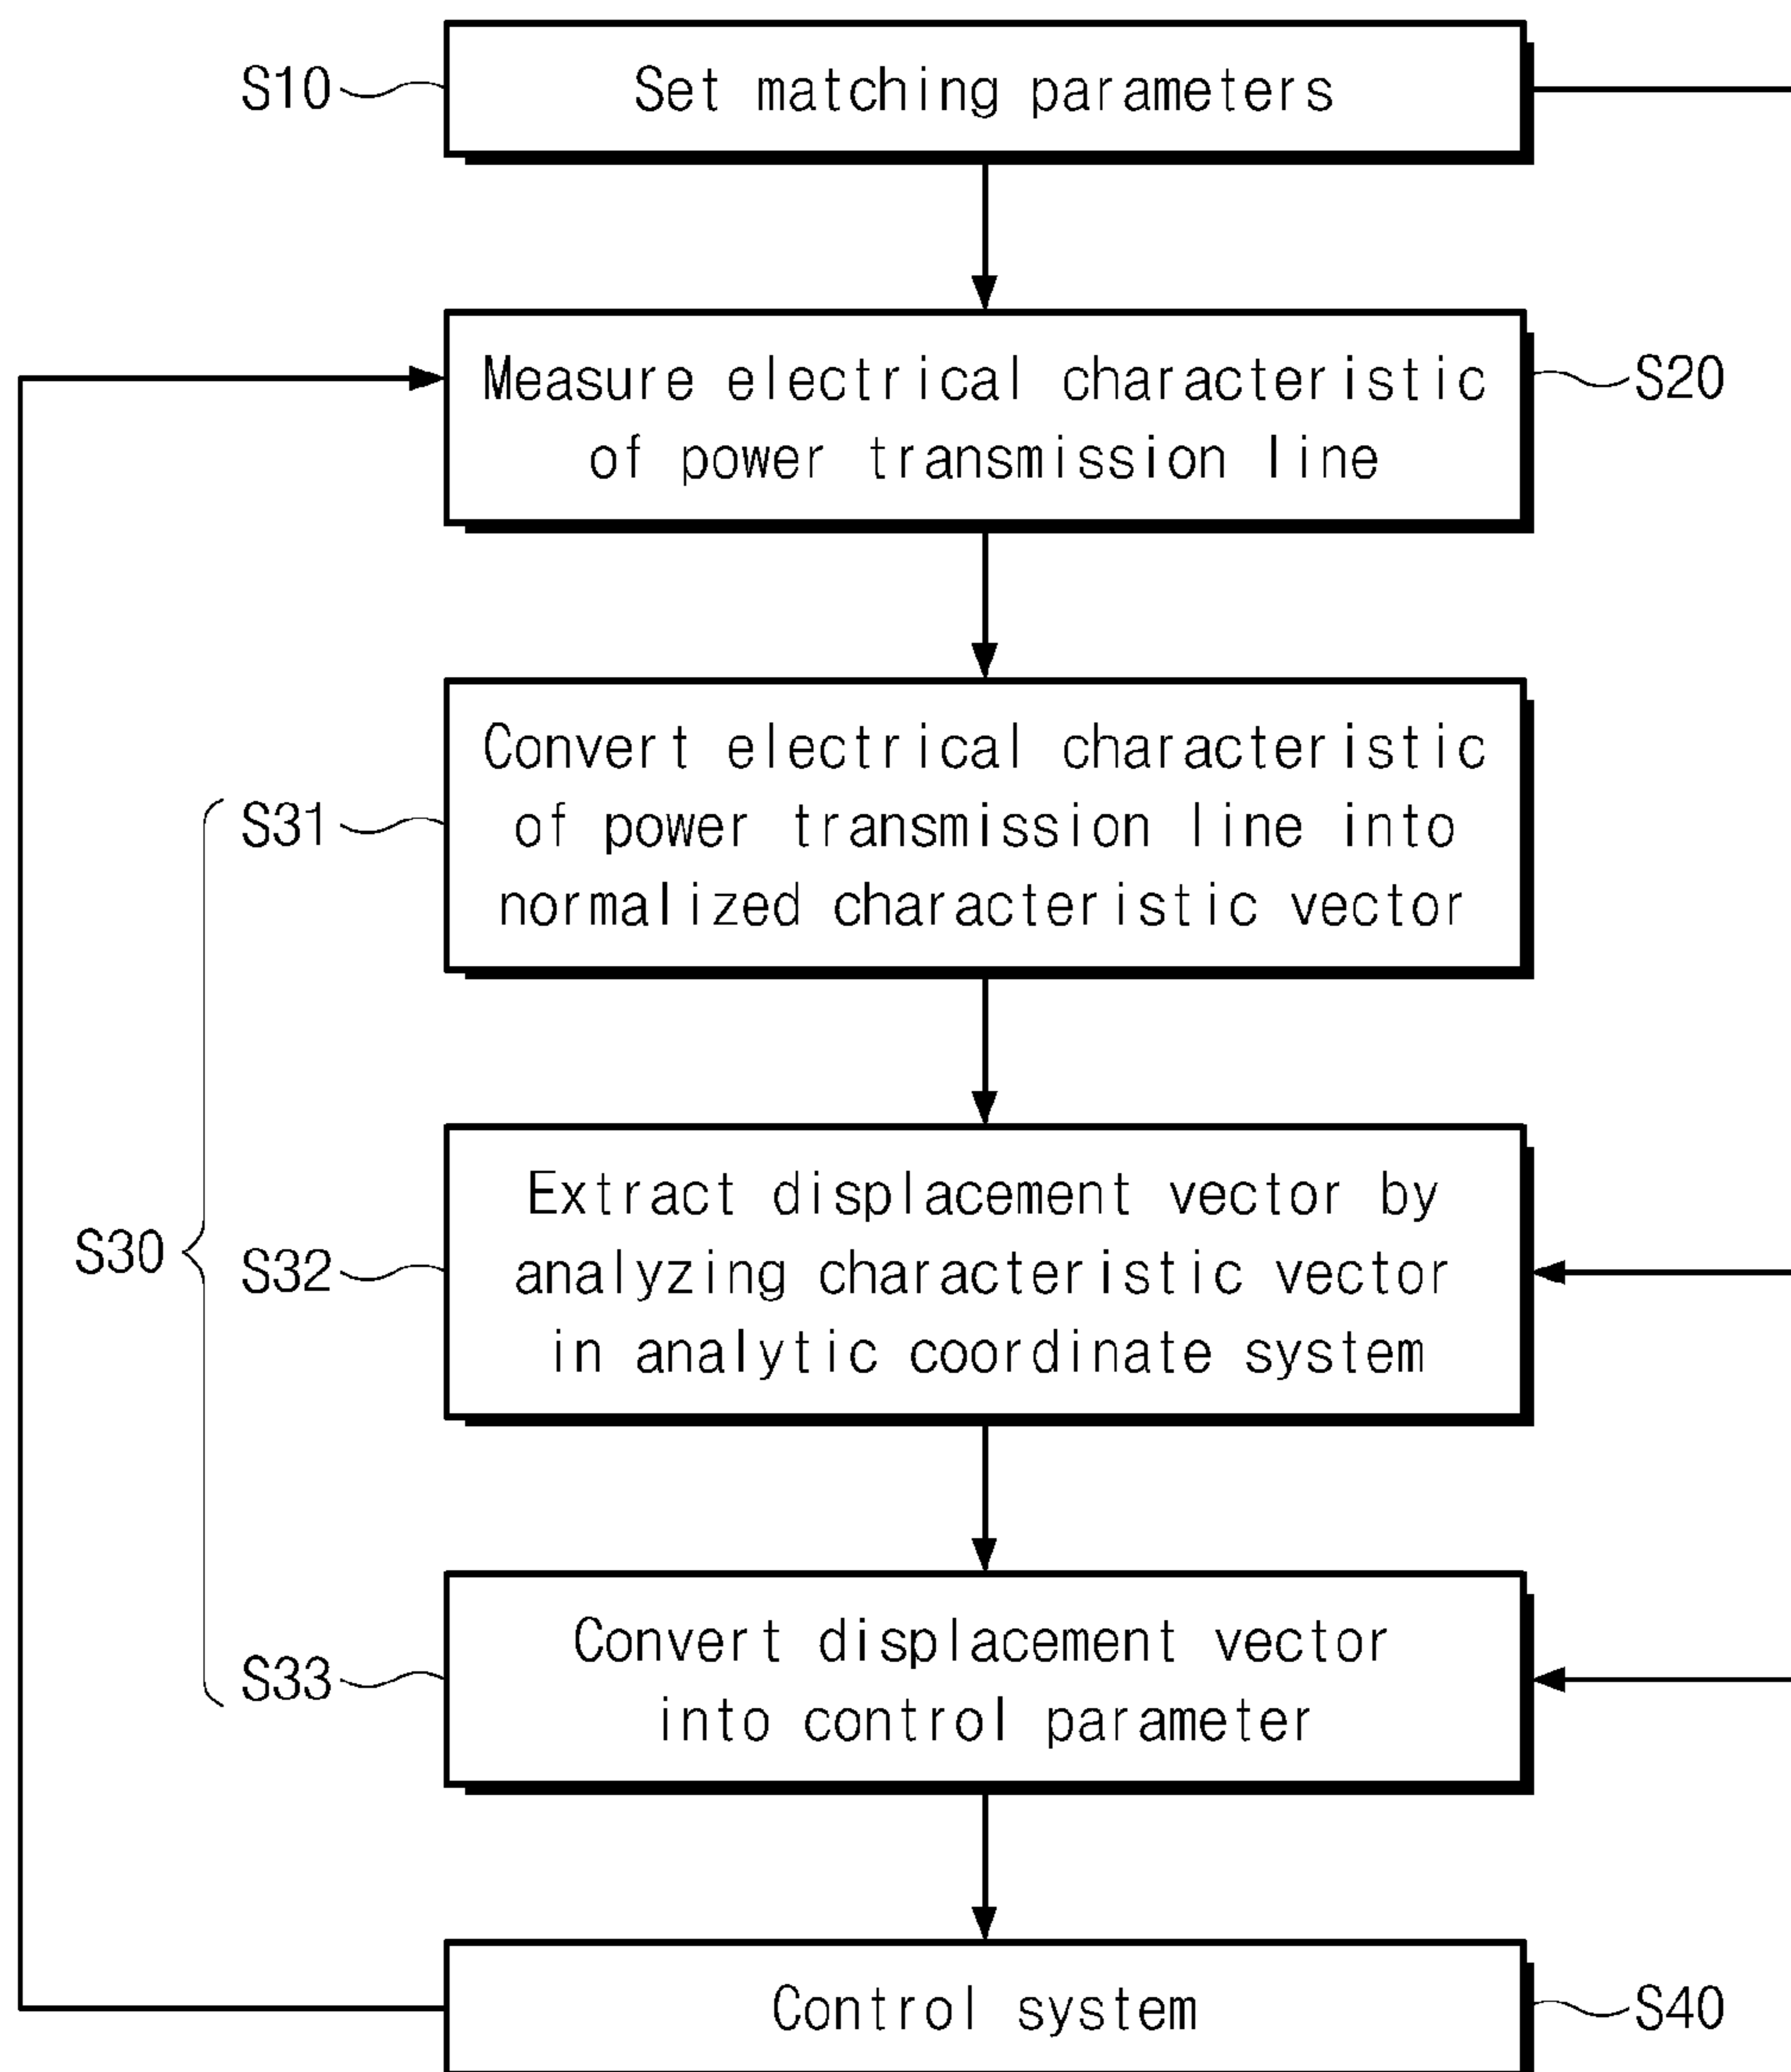 S10
Set matching parameters
Measure electrical characteristic
of power transmission line
S20
Convert electrical characteristic
of power transmission line into
normalized characteristic vector
S31
Extract displacement vector by
analyzing characteristic vector
in analytic coordinate system
S30
S32
Convert displacement vector
into control parameter
S33
Control system
S40